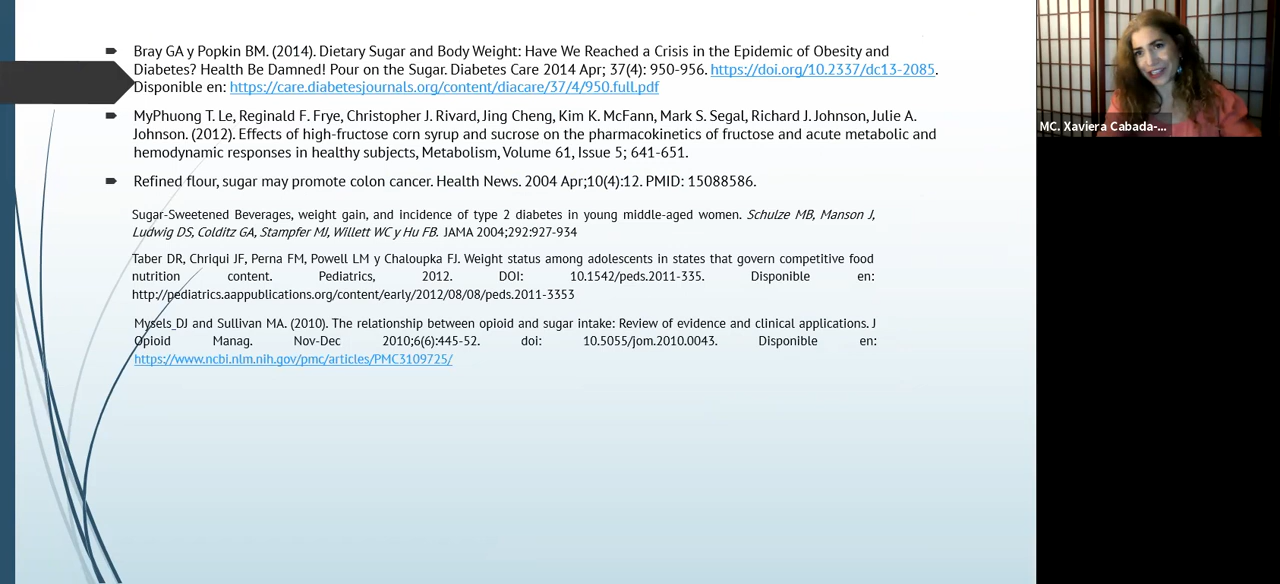 Bray GA y Popkin BM. (2014). Dietary Sugar and Body Weight: Have We Reached a Crisis in the Epidemic of Obesity and
Diabetes? Health Be Damned! Pour on the Sugar. Diabetes Care 2014 Apr; 37(4): 950-956. https://doi.org/10.2337/dc13-2085.
Disponible en: https://care.diabetesjournals.org/content/diacare/37/4/950.full.pdf
MyPhuong T. Le, Reginald F. Frye, Christopher J. Rivard, Jing Cheng, Kim K. McFann, Mark S. Segal, Richard J. Johnson, Julie A.
Johnson. (2012). Effects of high-fructose corn syrup and sucrose on the pharmacokinetics of fructose and acute metabolic and
hemodynamic responses in healthy subjects, Metabolism, Volume 61, Issue 5; 641-651.
Refined flour, sugar may promote colon cancer. Health News. 2004 Apr;10(4):12. PMID: 15088586.
Sugar-Sweetened Beverages, weight gain, and incidence of type 2 diabetes in young middle-aged women. Schulze MB, Manson J,
Ludwig DS, Colditz GA, Stampfer MJ, Willett WC y Hu FB. JAMA 2004;292:927-934
Taber DR, Chriqui JF, Perna FM, Powell LM y Chaloupka FJ. Weight status among adolescents in states that govern competitive food
nutrition content. Pediatrics, 2012. DOI: 10.1542/peds.2011-335. Disponible en:
http://pediatrics.aappublications.org/content/early/2012/08/08/peds.2011-3353
Mysels_DJ and Sullivan MA. (2010). The relationship between opioid and sugar intake: Review of evidence and clinical applications. J
Opioid Manag. Nov-Dec 2010;6(6):445-52. doi: 10.5055/jom.2010.0043. Disponible en:
https://www.ncbi.nlm.nih.gov/pmc/articles/PMC3109725/
MC. Xaviera Cabada-...